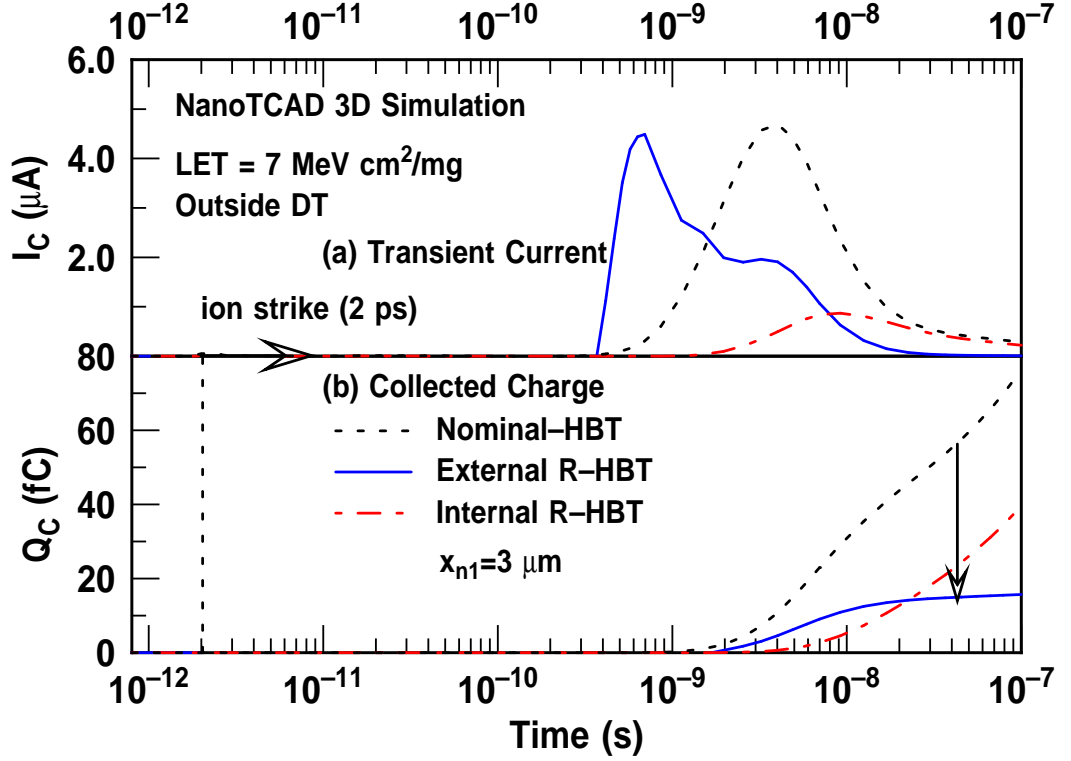 10⁻¹² 10⁻¹¹ 10⁻¹⁰ 10⁻⁹ 10⁻⁸ 10⁻⁷
6.0
NanoTCAD 3D Simulation
LET = 7 MeV cm²/mg
4.0
Outside DT
I_C (μA)
(a) Transient Current
2.0
ion strike (2 ps)
80
(b) Collected Charge
Nominal–HBT
60
External R–HBT
Q_C (fC)
Internal R–HBT
40
x_n1=3 μm
20
0
10⁻¹² 10⁻¹¹ 10⁻¹⁰ 10⁻⁹ 10⁻⁸ 10⁻⁷
Time (s)